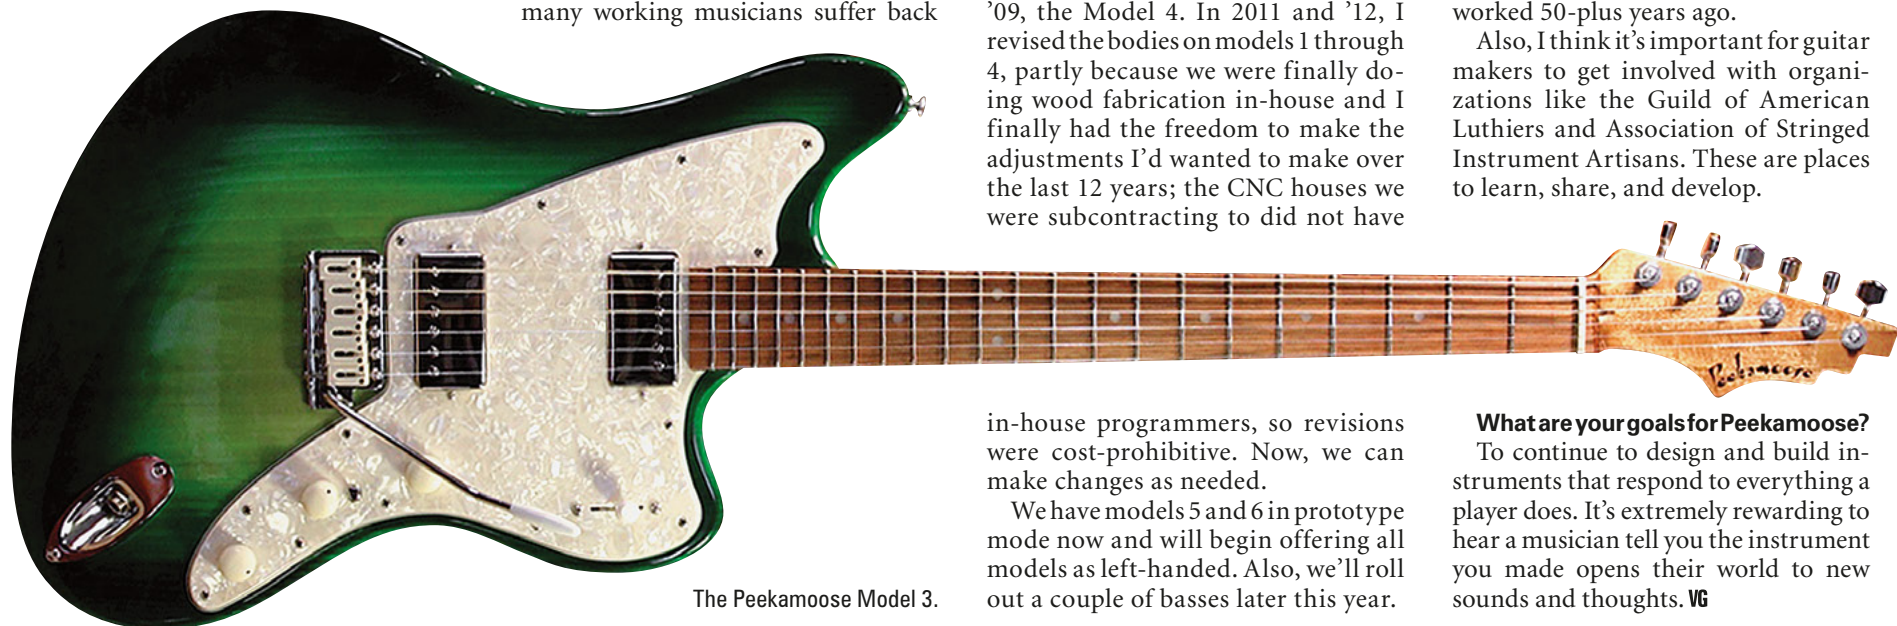 many working musicians suffer back
The Peekamoose Model 3.
’09, the Model 4. In 2011 and ’12, I
revised the bodies on models 1 through
4, partly because we were finally do-
ing wood fabrication in-house and I
finally had the freedom to make the
adjustments I’d wanted to make over
the last 12 years; the CNC houses we
were subcontracting to did not have
in-house programmers, so revisions
were cost-prohibitive. Now, we can
make changes as needed.
We have models 5 and 6 in prototype
mode now and will begin offering all
models as left-handed. Also, we’ll roll
out a couple of basses later this year.
worked 50-plus years ago.
Also, I think it’s important for guitar
makers to get involved with organi-
zations like the Guild of American
Luthiers and Association of Stringed
Instrument Artisans. These are places
to learn, share, and develop.
Peekamoose
What are your goals for Peekamoose?
To continue to design and build in-
struments that respond to everything a
player does. It’s extremely rewarding to
hear a musician tell you the instrument
you made opens their world to new
sounds and thoughts. VG